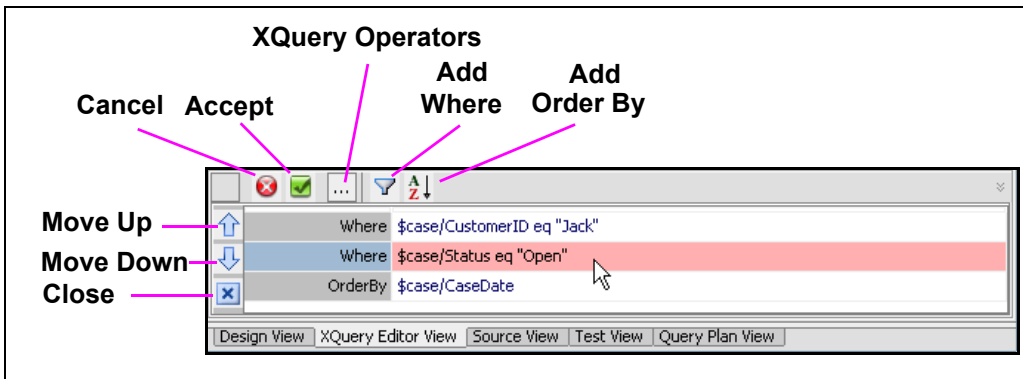 XQuery Operators
Add
Where
Add
Order By
Cancel
Accept
...
A
Z
Move Up
Where $case/CustomerID eq "Jack"
Move Down
Where $case/Status eq "Open"
Close
OrderBy $case/CaseDate
Design View XQuery Editor View Source View Test View Query Plan View